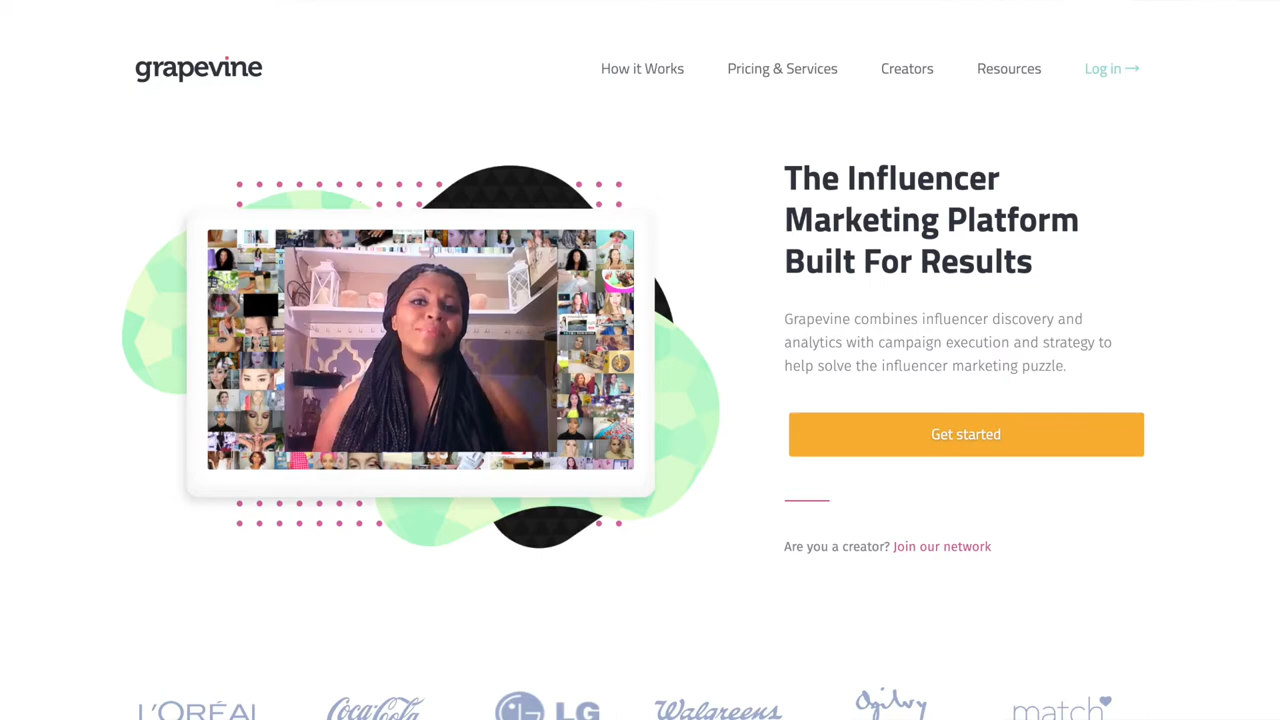 grapevine
How it Works Pricing & Services Creators Resources Log in →
The Influencer
Marketing Platform
Built For Results
Grapevine combines influencer discovery and
analytics with campaign execution and strategy to
help solve the influencer marketing puzzle.
Get started
Are you a creator? Join our network
L'ORÉAL Coca-Cola LG Walgreens Ogilvy match